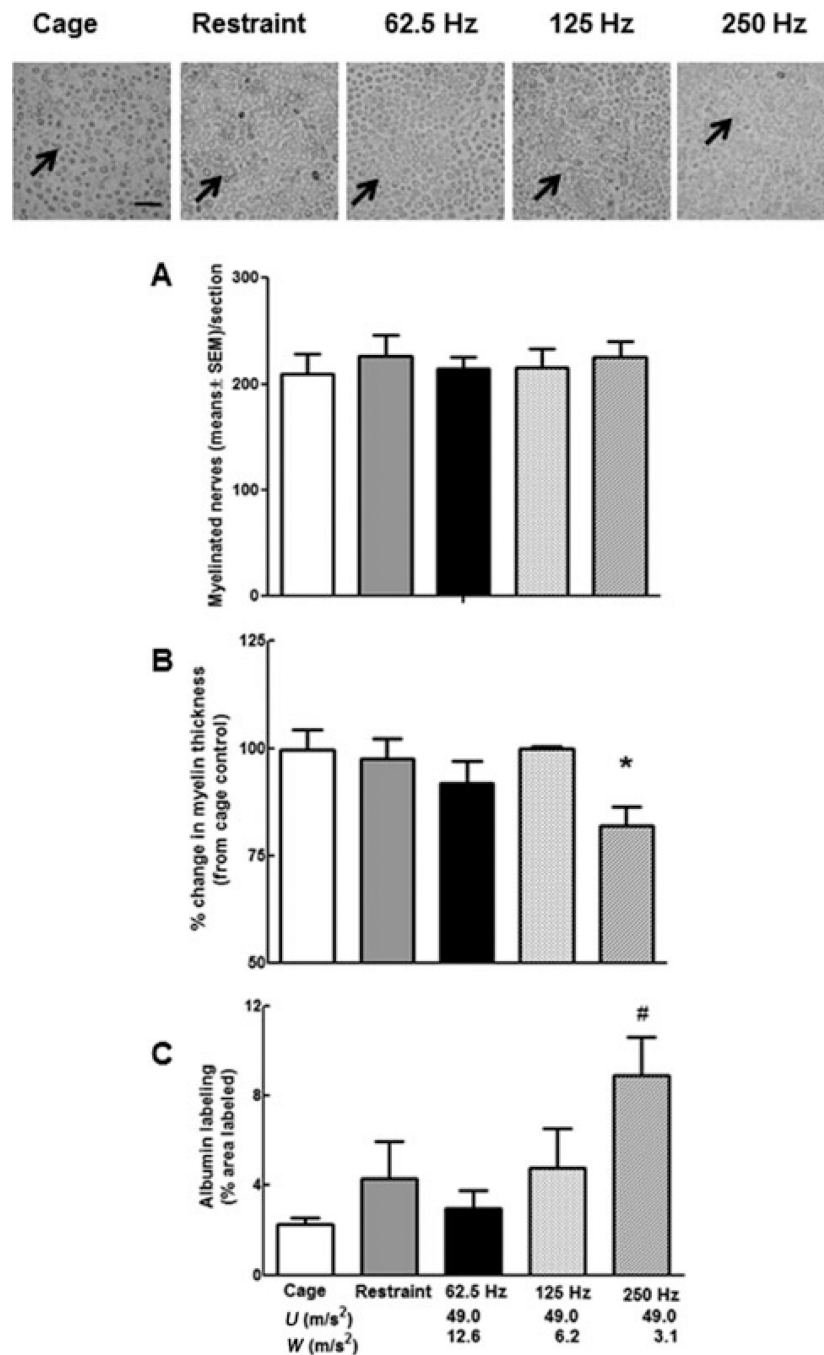 Cage Restraint 62.5 Hz 125 Hz 250 Hz
A
Myelinated nerves (means± SEM)/section
300
200
100
0
B
% change in myelin thickness
(from cage control)
125
100
75
50
*
C
Albumin labeling
(% area labeled)
12
8
4
0
#
Cage Restraint 62.5 Hz 125 Hz 250 Hz
U (m/s²) 49.0 49.0 49.0
W (m/s²) 12.6 6.2 3.1